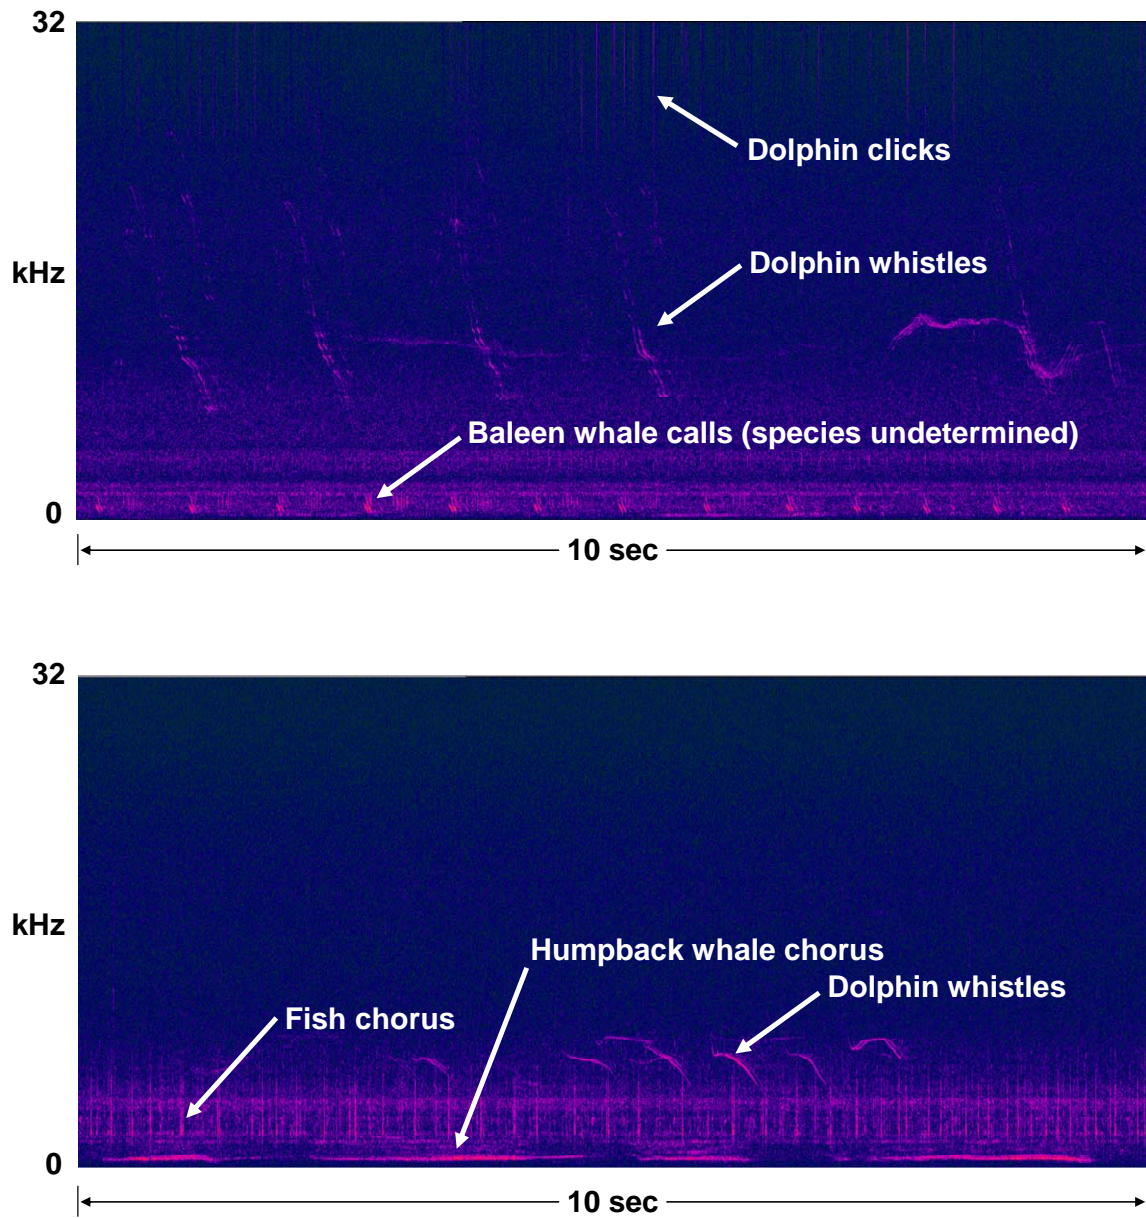 32
Dolphin clicks
kHz
Dolphin whistles
Baleen whale calls (species undetermined)
0
10 sec
32
kHz
Humpback whale chorus
Dolphin whistles
Fish chorus
0
10 sec